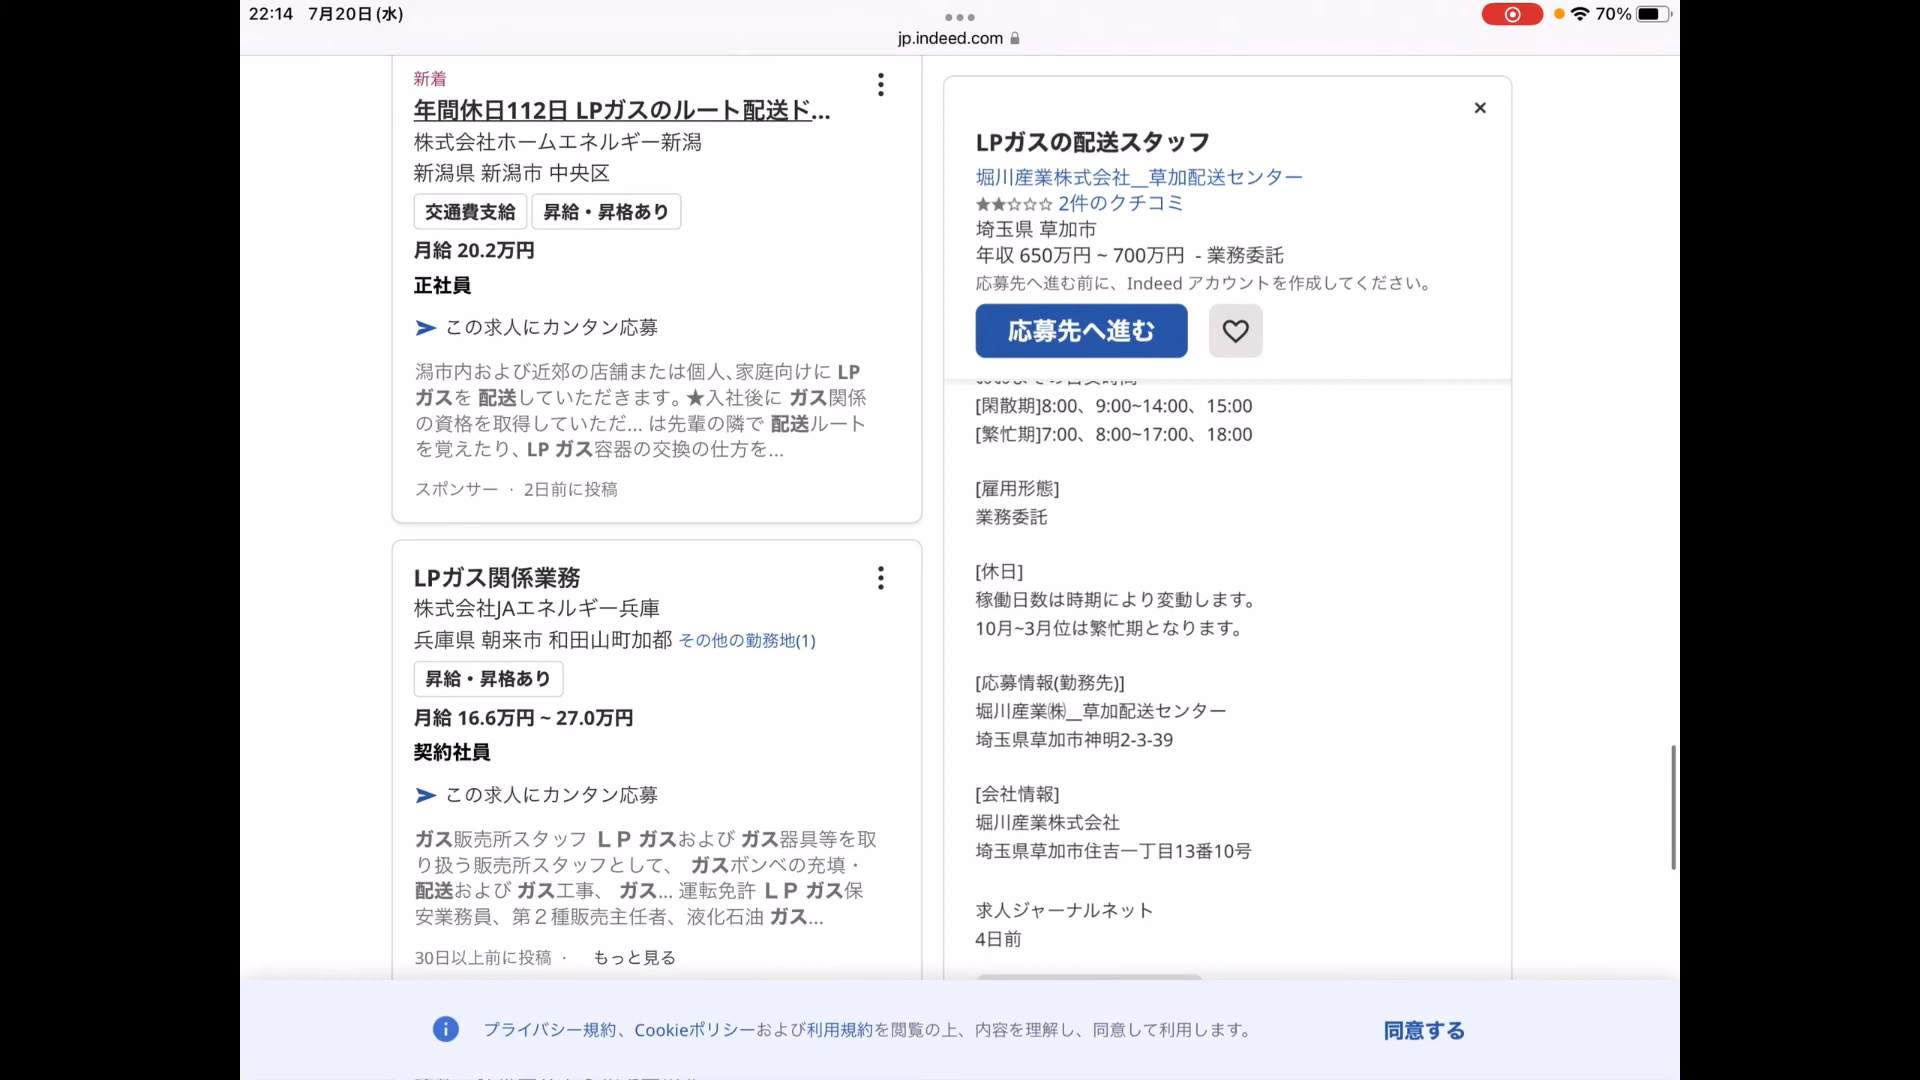 22:14 7月20日(水)
70%
jp.indeed.com
新着
年間休日112日 LPガスのルート配送ド...
株式会社ホームエネルギー新潟
新潟県 新潟市 中央区
交通費支給
昇給・昇格あり
月給 20.2万円
正社員
この求人にカンタン応募
潟市内および近郊の店舗または個人、家庭向けに LP
ガスを 配送していただきます。★入社後に ガス関係
の資格を取得していただ... は先輩の隣で 配送ルート
を覚えたり、LP ガス容器の交換の仕方を...
スポンサー · 2日前に投稿
LPガス関係業務
株式会社JAエネルギー兵庫
兵庫県 朝来市 和田山町加都 その他の勤務地(1)
昇給・昇格あり
月給 16.6万円 ~ 27.0万円
契約社員
この求人にカンタン応募
ガス販売所スタッフ ＬＰ ガスおよび ガス器具等を取
り扱う販売所スタッフとして、 ガスボンベの充填・
配送および ガス工事、 ガス... 運転免許 ＬＰ ガス保
安業務員、第２種販売主任者、液化石油 ガス...
30日以上前に投稿 · もっと見る
LPガスの配送スタッフ
堀川産業株式会社__草加配送センター
★★☆☆☆ 2件のクチコミ
埼玉県 草加市
年収 650万円 ~ 700万円 - 業務委託
応募先へ進む前に、Indeed アカウントを作成してください。
応募先へ進む
[閑散期]8:00、9:00~14:00、15:00
[繁忙期]7:00、8:00~17:00、18:00
[雇用形態]
業務委託
[休日]
稼働日数は時期により変動します。
10月~3月位は繁忙期となります。
[応募情報(勤務先)]
堀川産業㈱__草加配送センター
埼玉県草加市神明2-3-39
[会社情報]
堀川産業株式会社
埼玉県草加市住吉一丁目13番10号
求人ジャーナルネット
4日前
プライバシー規約、Cookieポリシーおよび利用規約を閲覧の上、内容を理解し、同意して利用します。
同意する